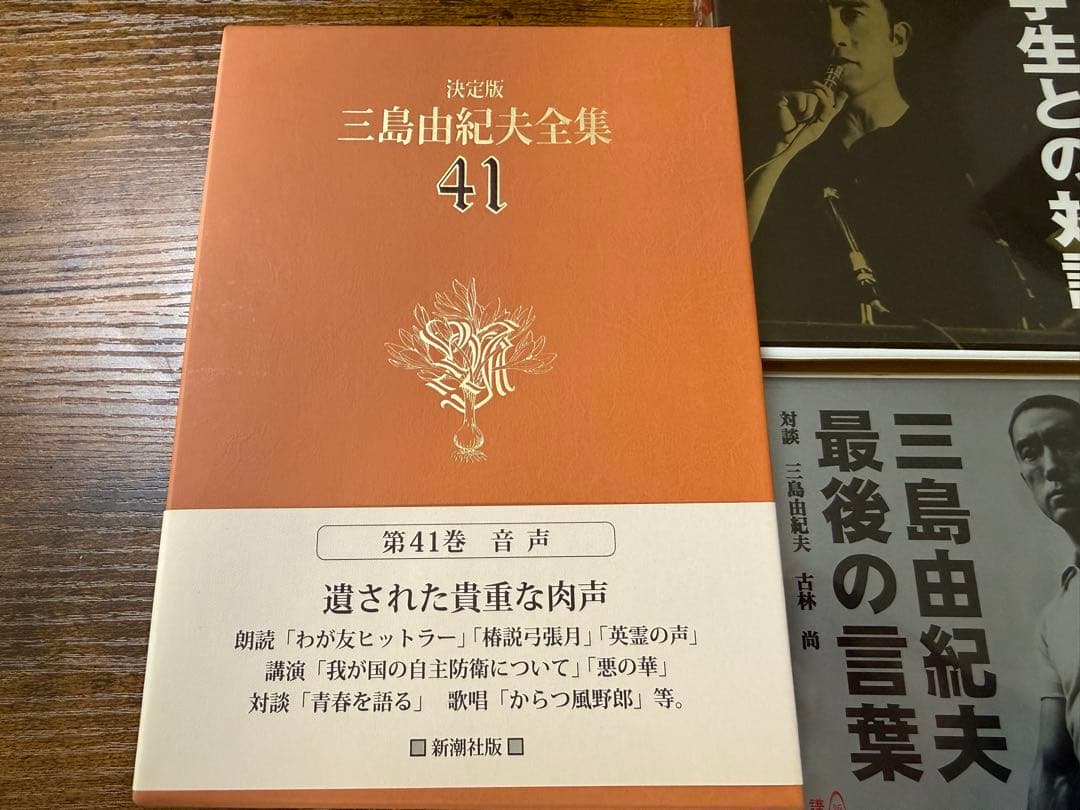 決定版
三島由紀夫全集
41
第41巻 音声
遺された貴重な肉声
朗読「わが友ヒットラー」「椿説弓張月」「英霊の声」
講演「我が国の自主防衛について」「悪の華」
対談「青春を語る」 歌唱「からつ風野郎」等。
新潮社版
学生との対話
三島由紀夫
最後の言葉
対談 三島由紀夫 古林 尚